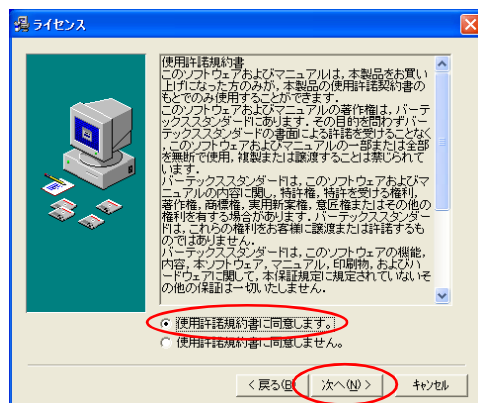 ライセンス
使用許諾規約書
このソフトウェアおよびマニュアルは，本製品をお買い
上げになった方のみが，本製品の使用許諾契約書の
もとでのみ使用することができます．
このソフトウェアおよびマニュアルの著作権は，バーテ
ックススタンダードにあります．その目的を問わずバー
テックススタンダードの書面による許諾を受けることなく
，このソフトウェアおよびマニュアルの一部または全部
を無断で使用，複製または譲渡することは禁じられて
います．
バーテックススタンダードは，このソフトウェアおよびマ
ニュアルの内容に関し，特許権，特許を受ける権利，
著作権，商標権，実用新案権，意匠権またはその他の
権利を有する場合があります．バーテックススタンダー
ドは，これらの権利をお客様に譲渡または許諾するも
のではありません．
バーテックススタンダードは，このソフトウェアの機能，
内容，本ソフトウェア，マニュアル，印刷物，およびハ
ードウェアに関して，本保証規定に規定されていないそ
の他の保証は一切いたしません．
使用許諾規約書に同意します。
使用許諾規約書に同意しません。
< 戻る(B)
次へ(N) >
キャンセル